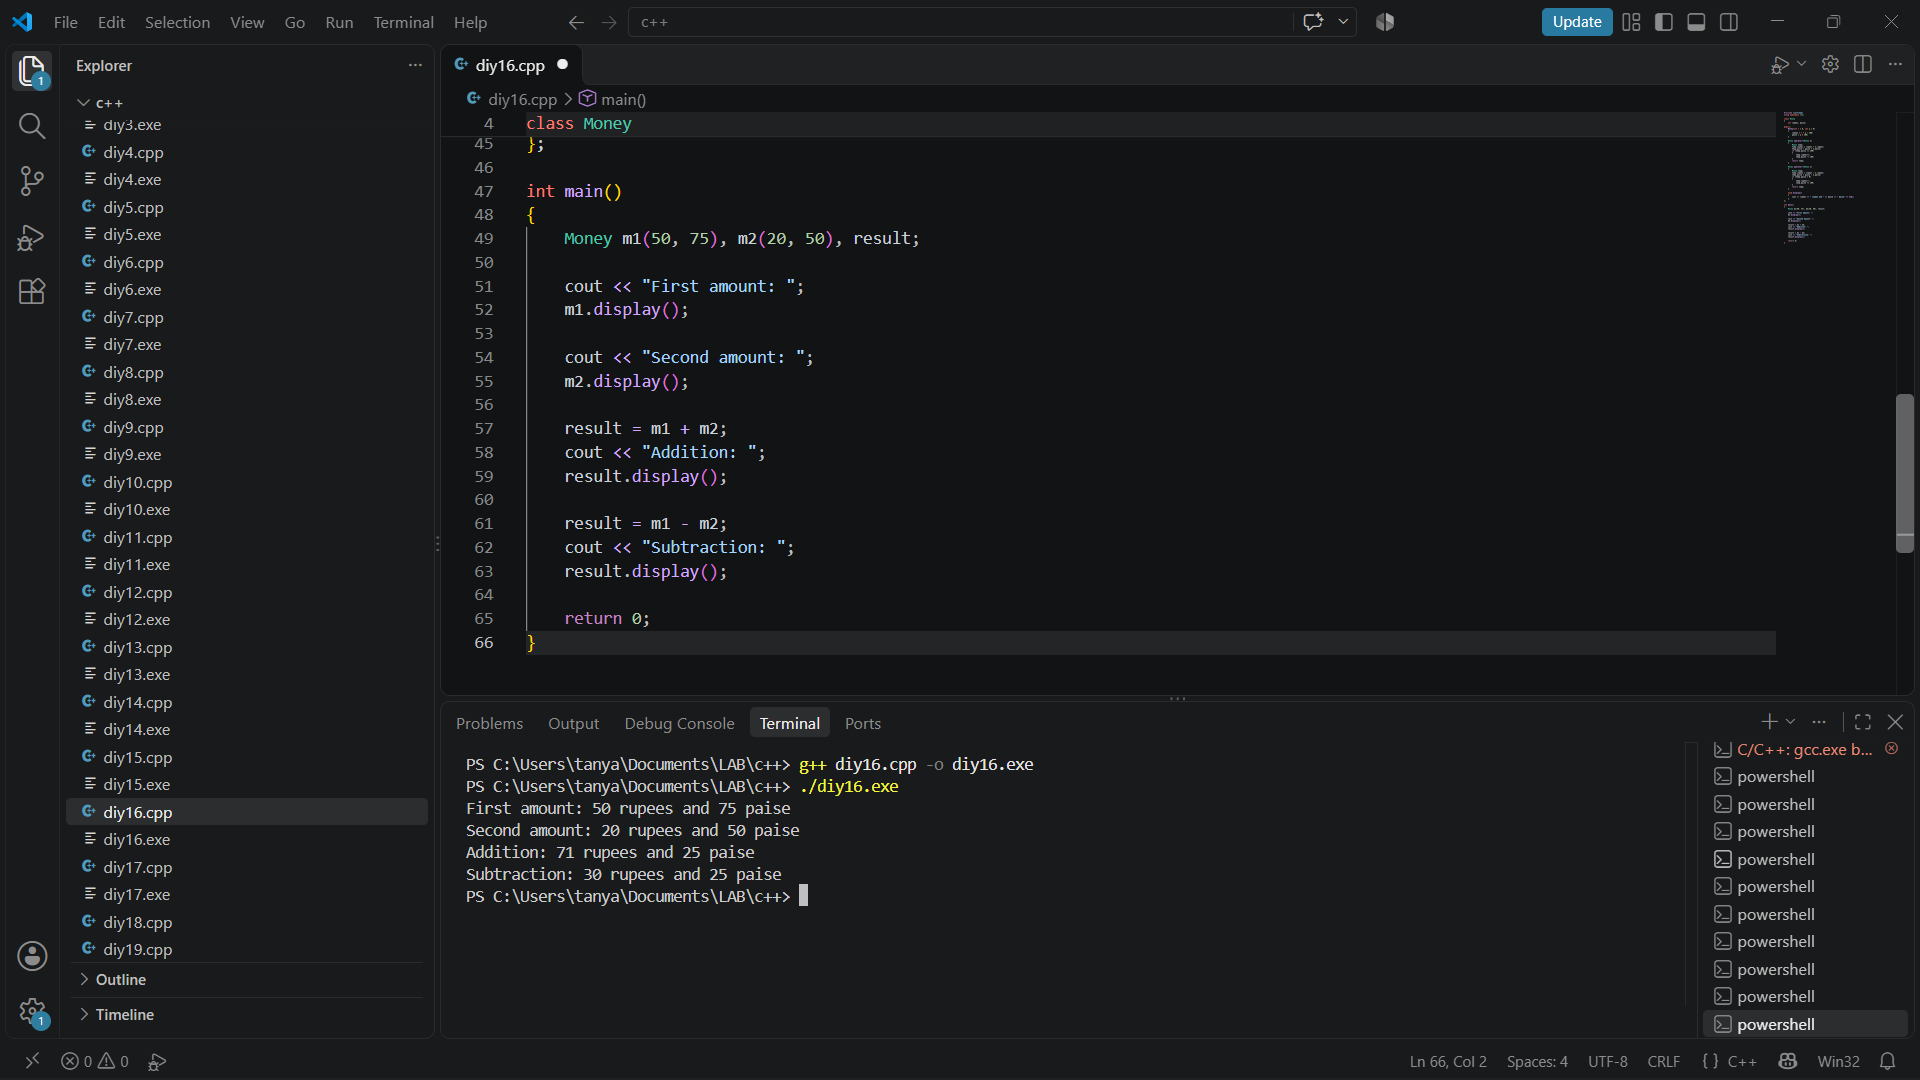 File Edit Selection View Go Run Terminal Help
c++
Update
1
Explorer
c++
diy3.exe
diy4.cpp
diy4.exe
diy5.cpp
diy5.exe
diy6.cpp
diy6.exe
diy7.cpp
diy7.exe
diy8.cpp
diy8.exe
diy9.cpp
diy9.exe
diy10.cpp
diy10.exe
diy11.cpp
diy11.exe
diy12.cpp
diy12.exe
diy13.cpp
diy13.exe
diy14.cpp
diy14.exe
diy15.cpp
diy15.exe
diy16.cpp
diy16.exe
diy17.cpp
diy17.exe
diy18.cpp
diy19.cpp
Outline
Timeline
1
diy16.cpp
diy16.cpp > main()
4 class Money
45 };
46
47 int main()
48 {
49     Money m1(50, 75), m2(20, 50), result;
50
51     cout << "First amount: ";
52     m1.display();
53
54     cout << "Second amount: ";
55     m2.display();
56
57     result = m1 + m2;
58     cout << "Addition: ";
59     result.display();
60
61     result = m1 - m2;
62     cout << "Subtraction: ";
63     result.display();
64
65     return 0;
66 }
Problems Output Debug Console Terminal Ports
PS C:\Users\tanya\Documents\LAB\c++> g++ diy16.cpp -o diy16.exe
PS C:\Users\tanya\Documents\LAB\c++> ./diy16.exe
First amount: 50 rupees and 75 paise
Second amount: 20 rupees and 50 paise
Addition: 71 rupees and 25 paise
Subtraction: 30 rupees and 25 paise
PS C:\Users\tanya\Documents\LAB\c++>
C/C++: gcc.exe b...
powershell
powershell
powershell
powershell
powershell
powershell
powershell
powershell
powershell
powershell
0 0
Ln 66, Col 2 Spaces: 4 UTF-8 CRLF {} C++ Win32